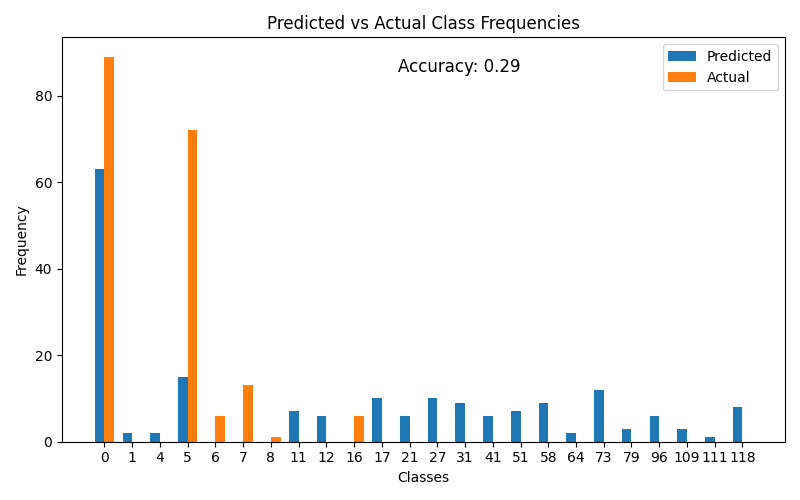 Predicted vs Actual Class Frequencies
Accuracy: 0.29
Predicted
Actual
Frequency
80
60
40
20
0
0 1 4 5 6 7 8 11 12 16 17 21 27 31 41 51 58 64 73 79 96 109 111 118
Classes